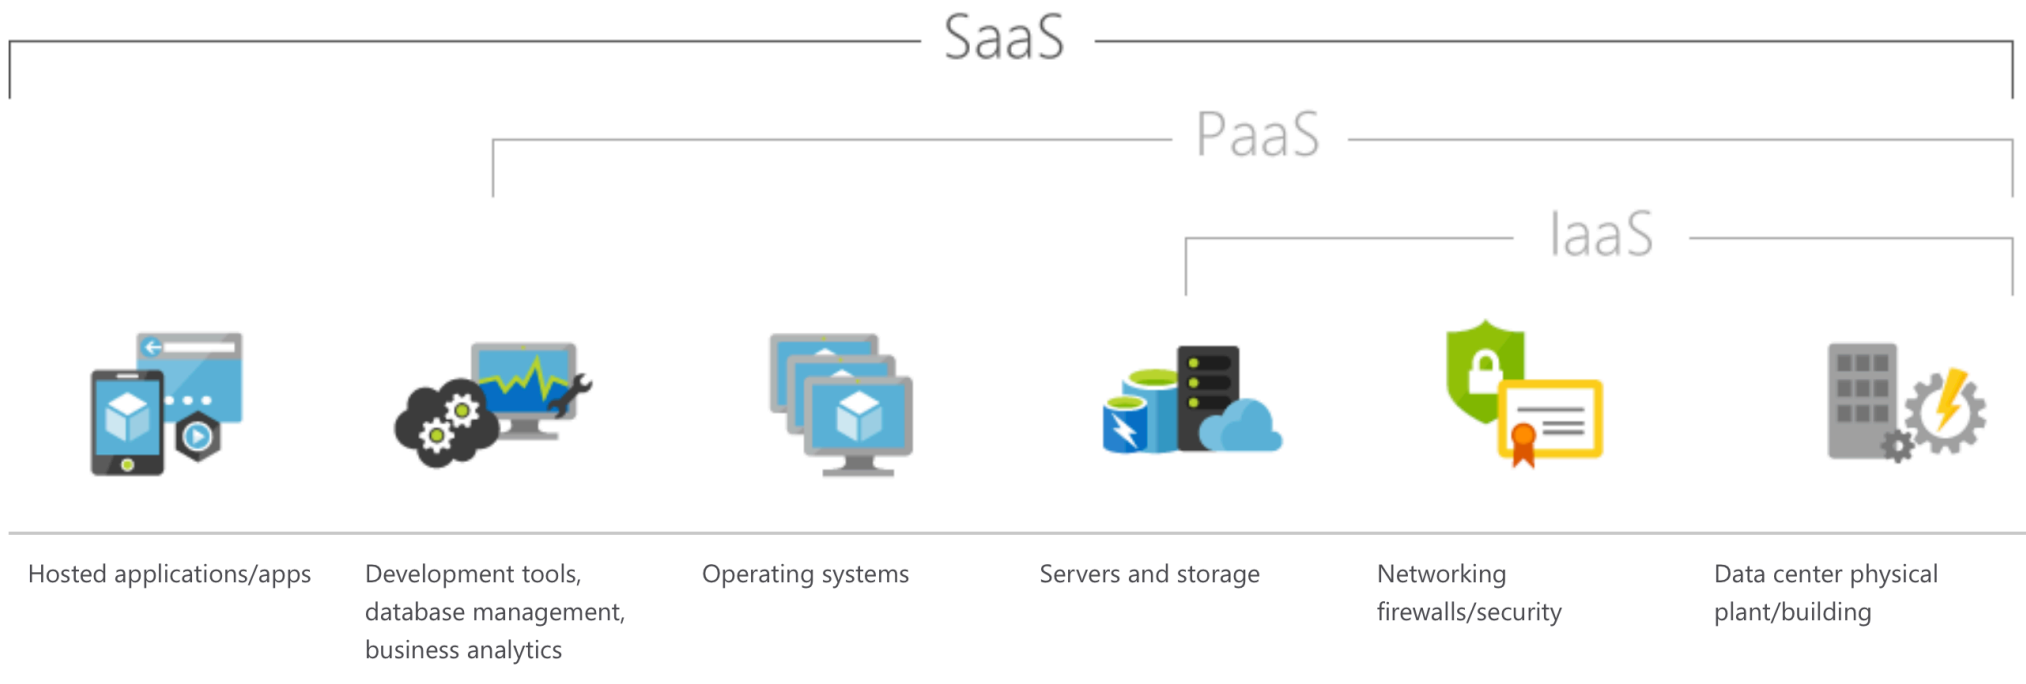 SaaS
PaaS
IaaS
Hosted applications/apps
Development tools,
database management,
business analytics
Operating systems
Servers and storage
Networking
firewalls/security
Data center physical
plant/building